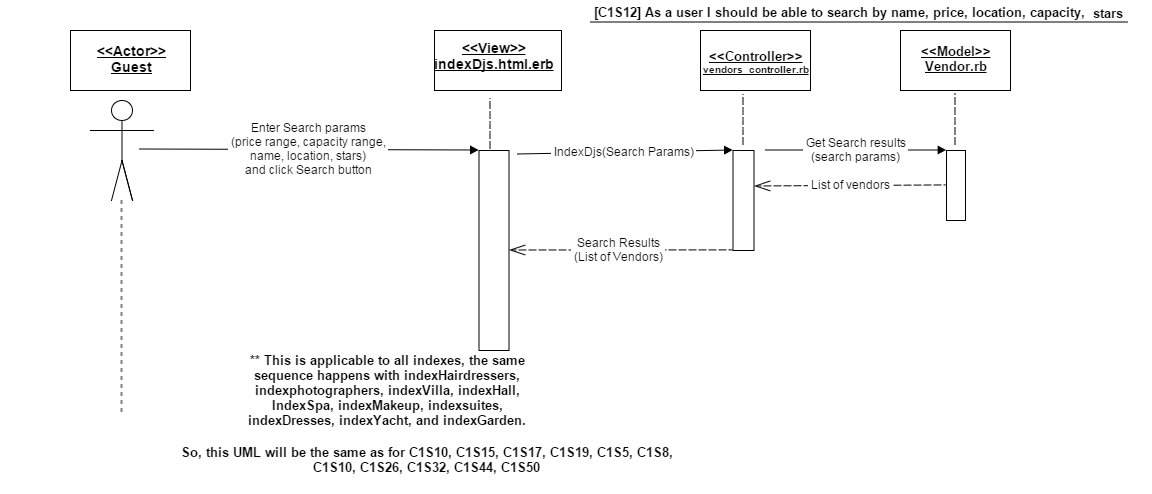 [C1S12] As a user I should be able to search by name, price, location, capacity, stars
<<Actor>>
Guest
<<View>>
indexDjs.html.erb
<<Controller>>
vendors_controller.rb
<<Model>>
Vendor.rb
Enter Search params
(price range, capacity range,
name, location, stars)
and click Search button
IndexDjs(Search Params)
Get Search results
(search params)
List of vendors
Search Results
(List of Vendors)
** This is applicable to all indexes, the same
sequence happens with indexHairdressers,
indexphotographers, indexVilla, indexHall,
IndexSpa, indexMakeup, indexsuites,
indexDresses, indexYacht, and indexGarden.
So, this UML will be the same as for C1S10, C1S15, C1S17, C1S19, C1S5, C1S8,
C1S10, C1S26, C1S32, C1S44, C1S50